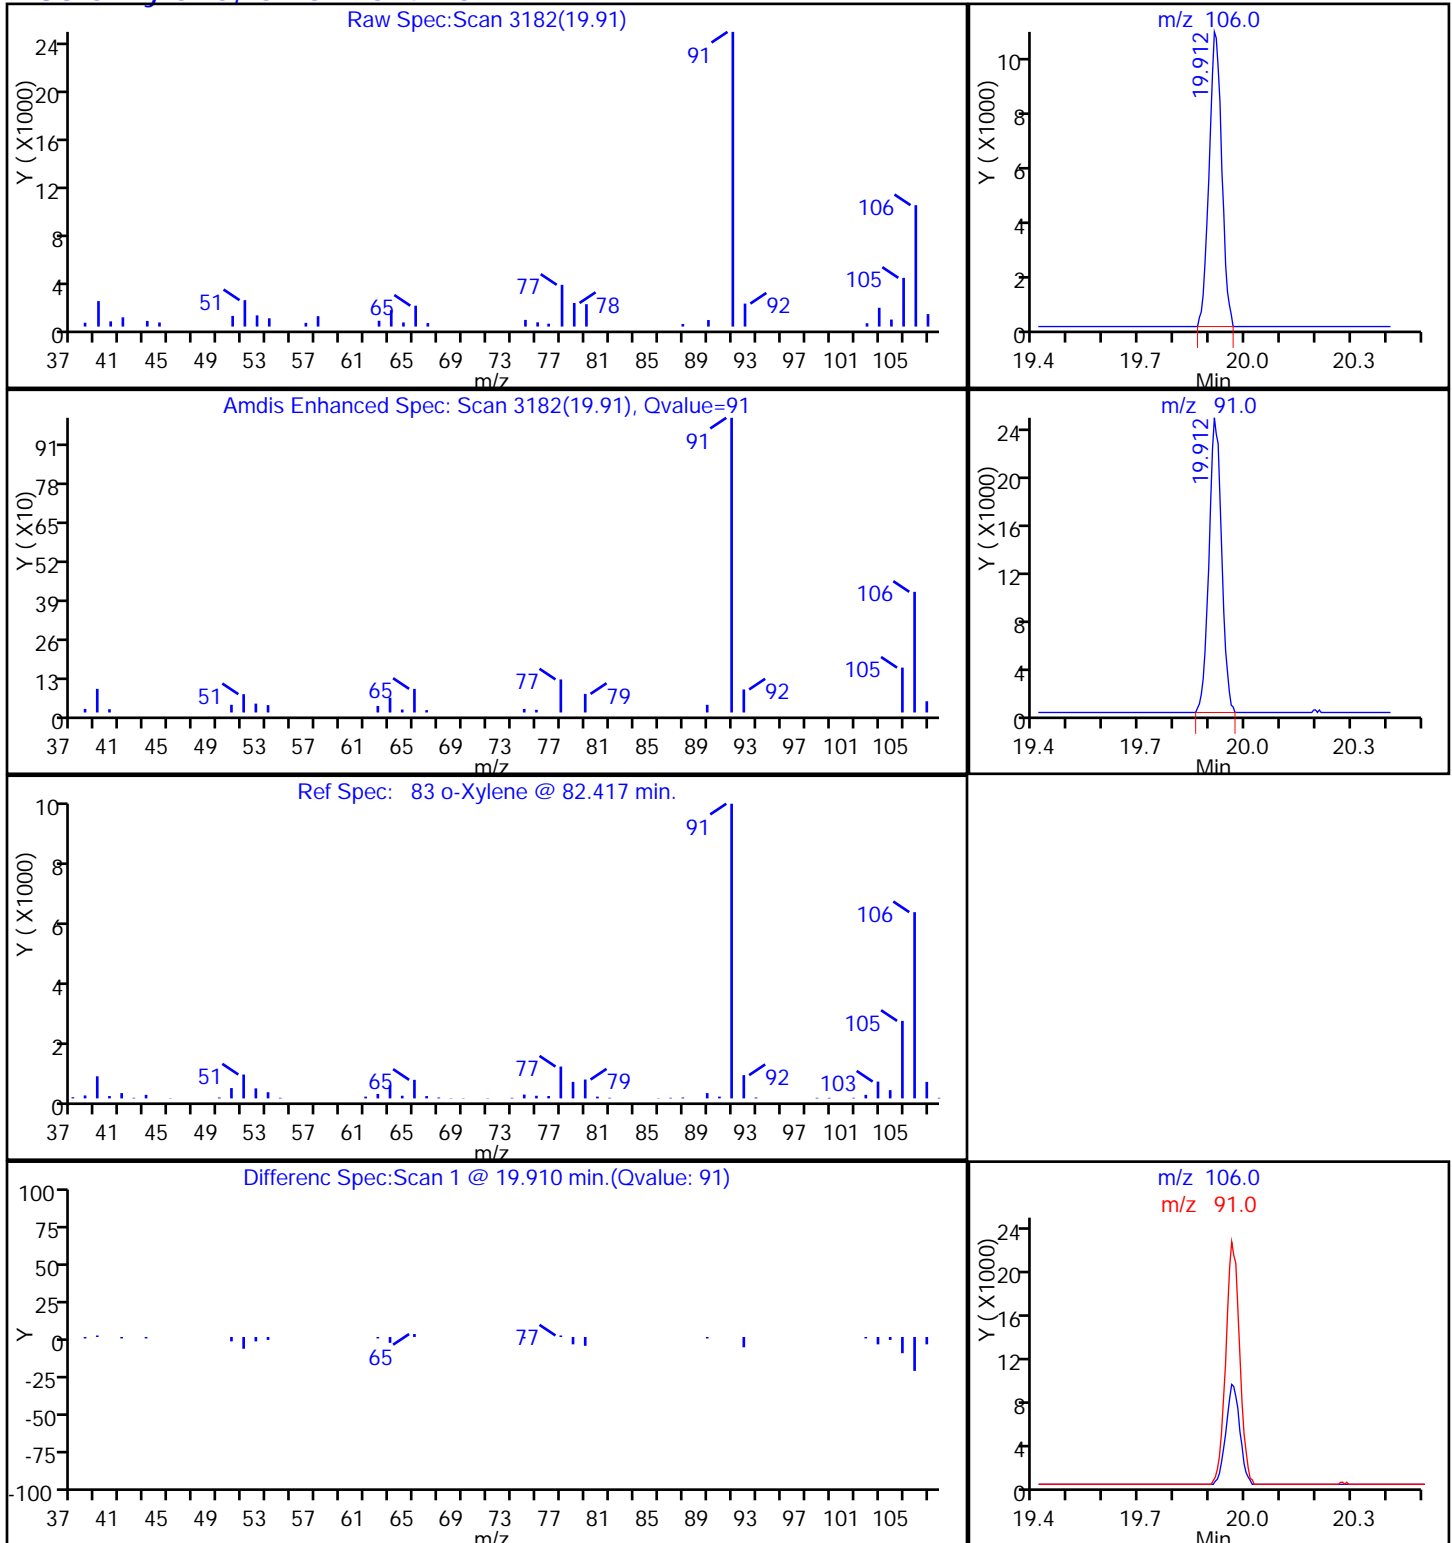 Raw Spec:Scan 3182(19.91)
Y ( X1000)
24
20
16
12
8
4
0
91
106
105
77
78
92
65
51
37 41 45 49 53 57 61 65 69 73 77 81 85 89 93 97 101 105
m/z
m/z 106.0
Y ( X1000)
10
8
6
4
2
0
19.912
19.4 19.7 20.0 20.3
Min
Amdis Enhanced Spec: Scan 3182(19.91), Qvalue=91
Y ( X10)
91
78
65
52
39
26
13
0
91
106
105
77
79
92
65
51
37 41 45 49 53 57 61 65 69 73 77 81 85 89 93 97 101 105
m/z
m/z 91.0
Y ( X1000)
24
20
16
12
8
4
0
19.912
19.4 19.7 20.0 20.3
Min
Ref Spec: 83 o-Xylene @ 82.417 min.
Y ( X1000)
10
8
6
4
2
0
91
106
105
103
77
79
92
65
51
37 41 45 49 53 57 61 65 69 73 77 81 85 89 93 97 101 105
m/z
Differenc Spec:Scan 1 @ 19.910 min.(Qvalue: 91)
Y
100
75
50
25
0
-25
-50
-75
-100
65
77
37 41 45 49 53 57 61 65 69 73 77 81 85 89 93 97 101 105
m/z
m/z 106.0
m/z 91.0
Y ( X1000)
24
20
16
12
8
4
0
19.4 19.7 20.0 20.3
Min